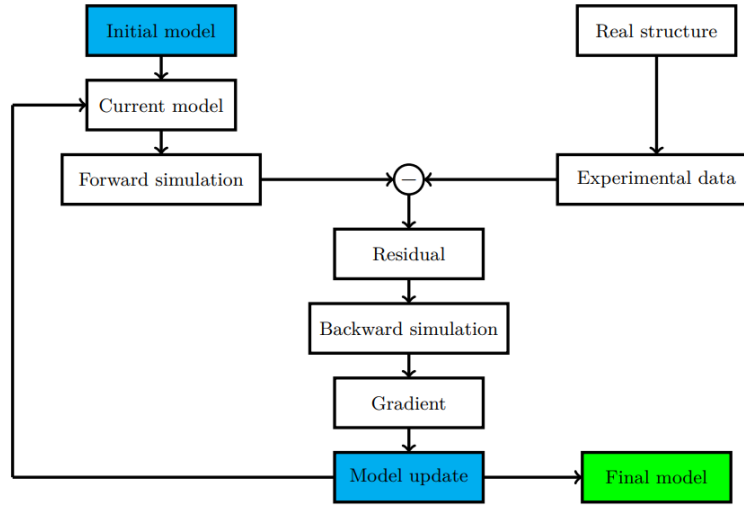 Initial model
Real structure
Current model
Forward simulation
−
Experimental data
Residual
Backward simulation
Gradient
Model update
Final model